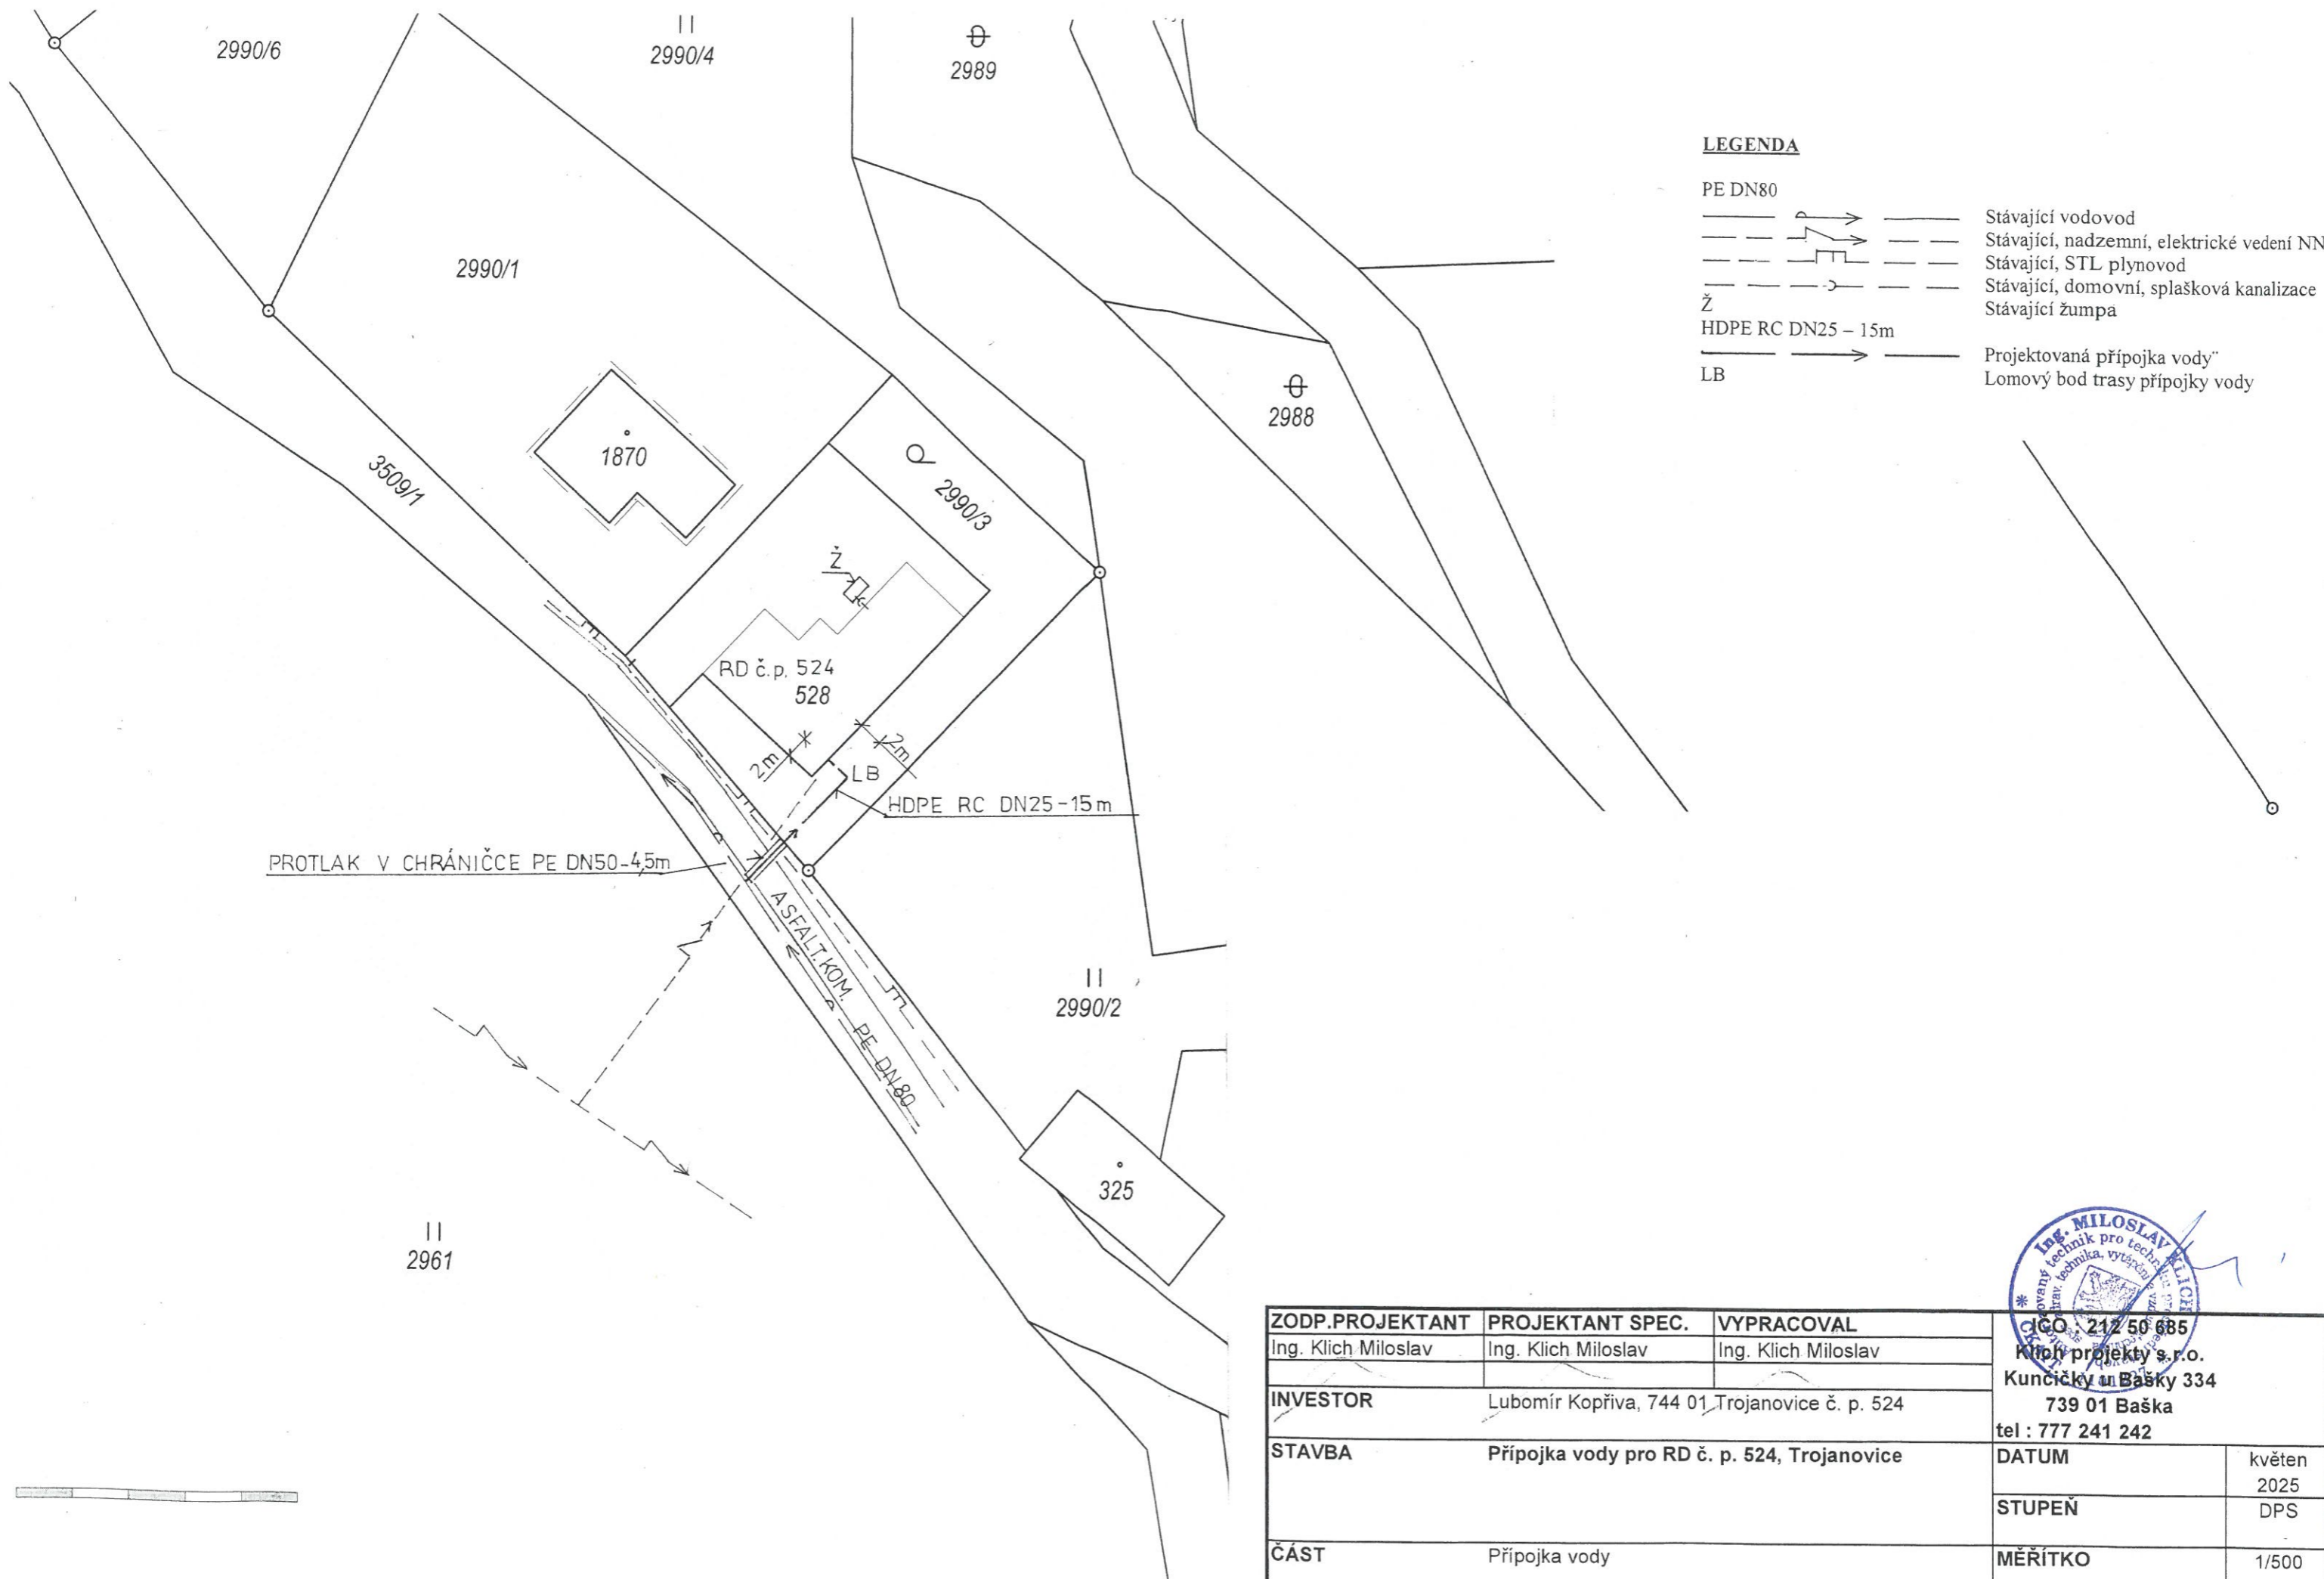 2990/6
2990/4
2989
2990/1
3509/1
1870
2990/3
2988
Ž
RD č.p. 524
528
2m
2m
LB
HDPE RC DN25-15m
PROTLAK V CHRÁNIČCE PE DN50-4,5m
ASFALT. KOM.
PE DN80
2990/2
325
2961
LEGENDA
PE DN80
Stávající vodovod
Stávající, nadzemní, elektrické vedení NN
Stávající, STL plynovod
Stávající, domovní, splašková kanalizace
Ž Stávající žumpa
HDPE RC DN25 – 15m
Projektovaná přípojka vody¨
LB Lomový bod trasy přípojky vody
Ing. MILOSLAV KLICH
ČKAIT
ZODP.PROJEKTANT PROJEKTANT SPEC. VYPRACOVAL
Ing. Klich Miloslav Ing. Klich Miloslav Ing. Klich Miloslav
IČO : 212 50 685
Klich projekty s.r.o.
Kunčičky u Bašky 334
739 01 Baška
tel : 777 241 242
INVESTOR Lubomír Kopřiva, 744 01 Trojanovice č. p. 524
STAVBA Přípojka vody pro RD č. p. 524, Trojanovice
DATUM květen
2025
STUPEŇ DPS
ČÁST Přípojka vody
MĚŘÍTKO 1/500